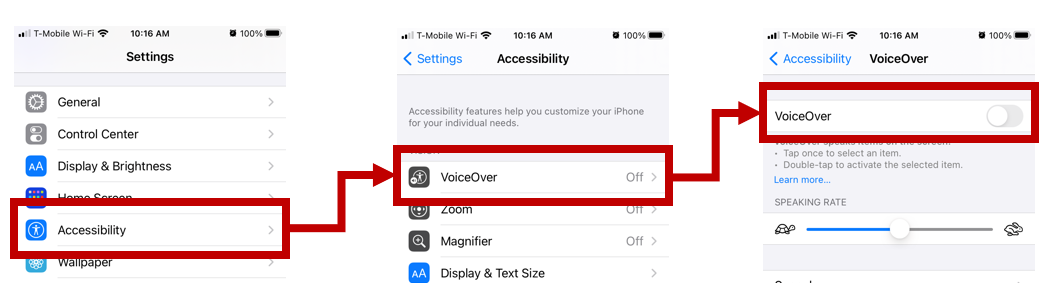 T-Mobile Wi-Fi 10:16 AM 100%
Settings
General
Control Center
AA Display & Brightness
Home Screen
Accessibility
Wallpaper
T-Mobile Wi-Fi 10:16 AM 100%
Settings Accessibility
Accessibility features help you customize your iPhone
for your individual needs.
VoiceOver Off
Zoom Off
Magnifier Off
AA Display & Text Size
T-Mobile Wi-Fi 10:16 AM 100%
Accessibility VoiceOver
VoiceOver
VoiceOver speaks items on the screen:
• Tap once to select an item.
• Double-tap to activate the selected item.
Learn more...
SPEAKING RATE